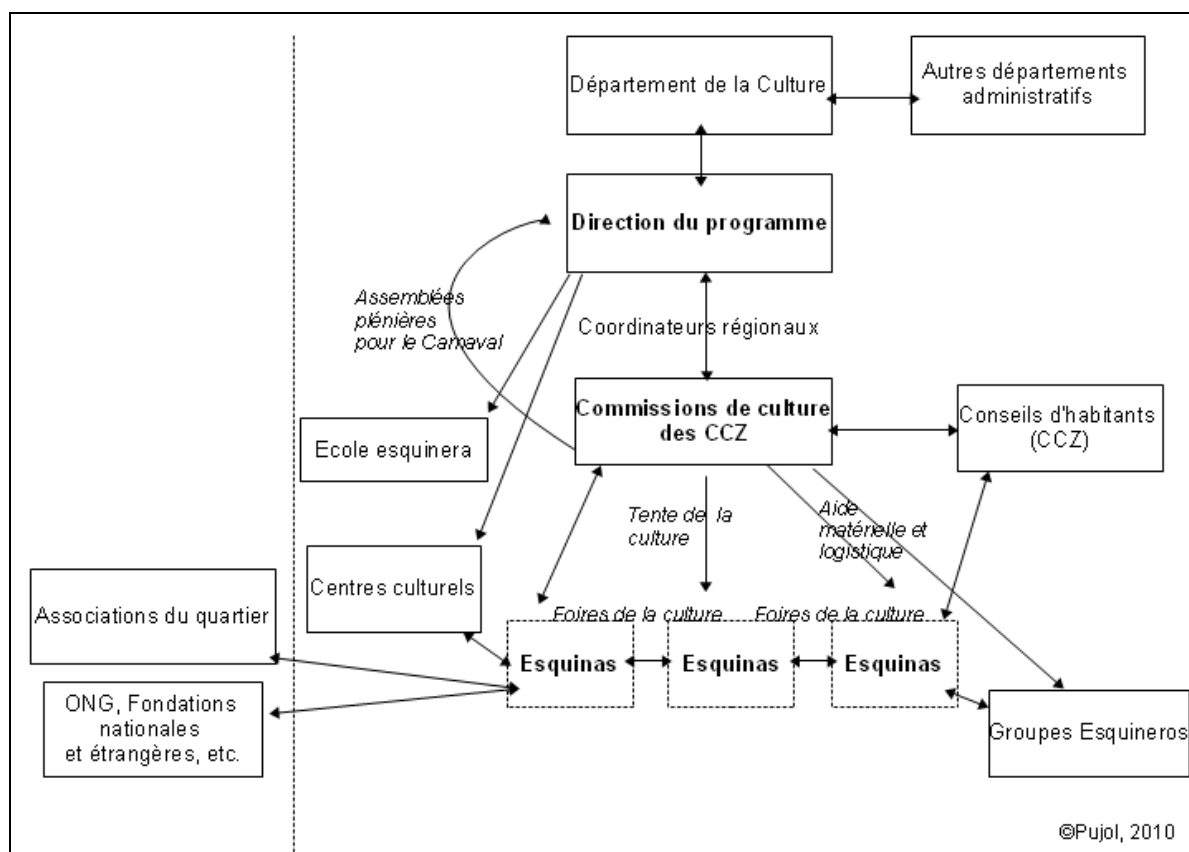 Département de la Culture
Autres départements
administratifs
Direction du programme
Assemblées
plénières
pour le Carnaval
Coordinateurs régionaux
Commissions de culture
des CCZ
Conseils d'habitants
(CCZ)
Ecole esquinera
Tente de la
culture
Aide
matérielle et
logistique
Centres culturels
Associations du quartier
Foires de la culture
Foires de la culture
Esquinas
Esquinas
Esquinas
ONG, Fondations
nationales
et étrangères, etc.
Groupes Esquineros
©Pujol, 2010